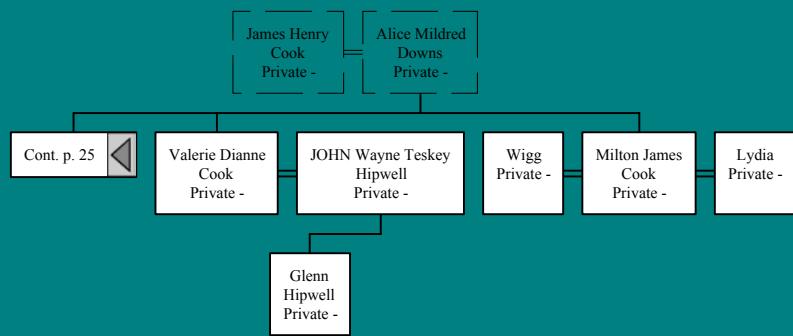 James Henry
Cook
Private -
Alice Mildred
Downs
Private -
Cont. p. 25
Valerie Dianne
Cook
Private -
JOHN Wayne Teskey
Hipwell
Private -
Wigg
Private -
Milton James
Cook
Private -
Lydia
Private -
Glenn
Hipwell
Private -